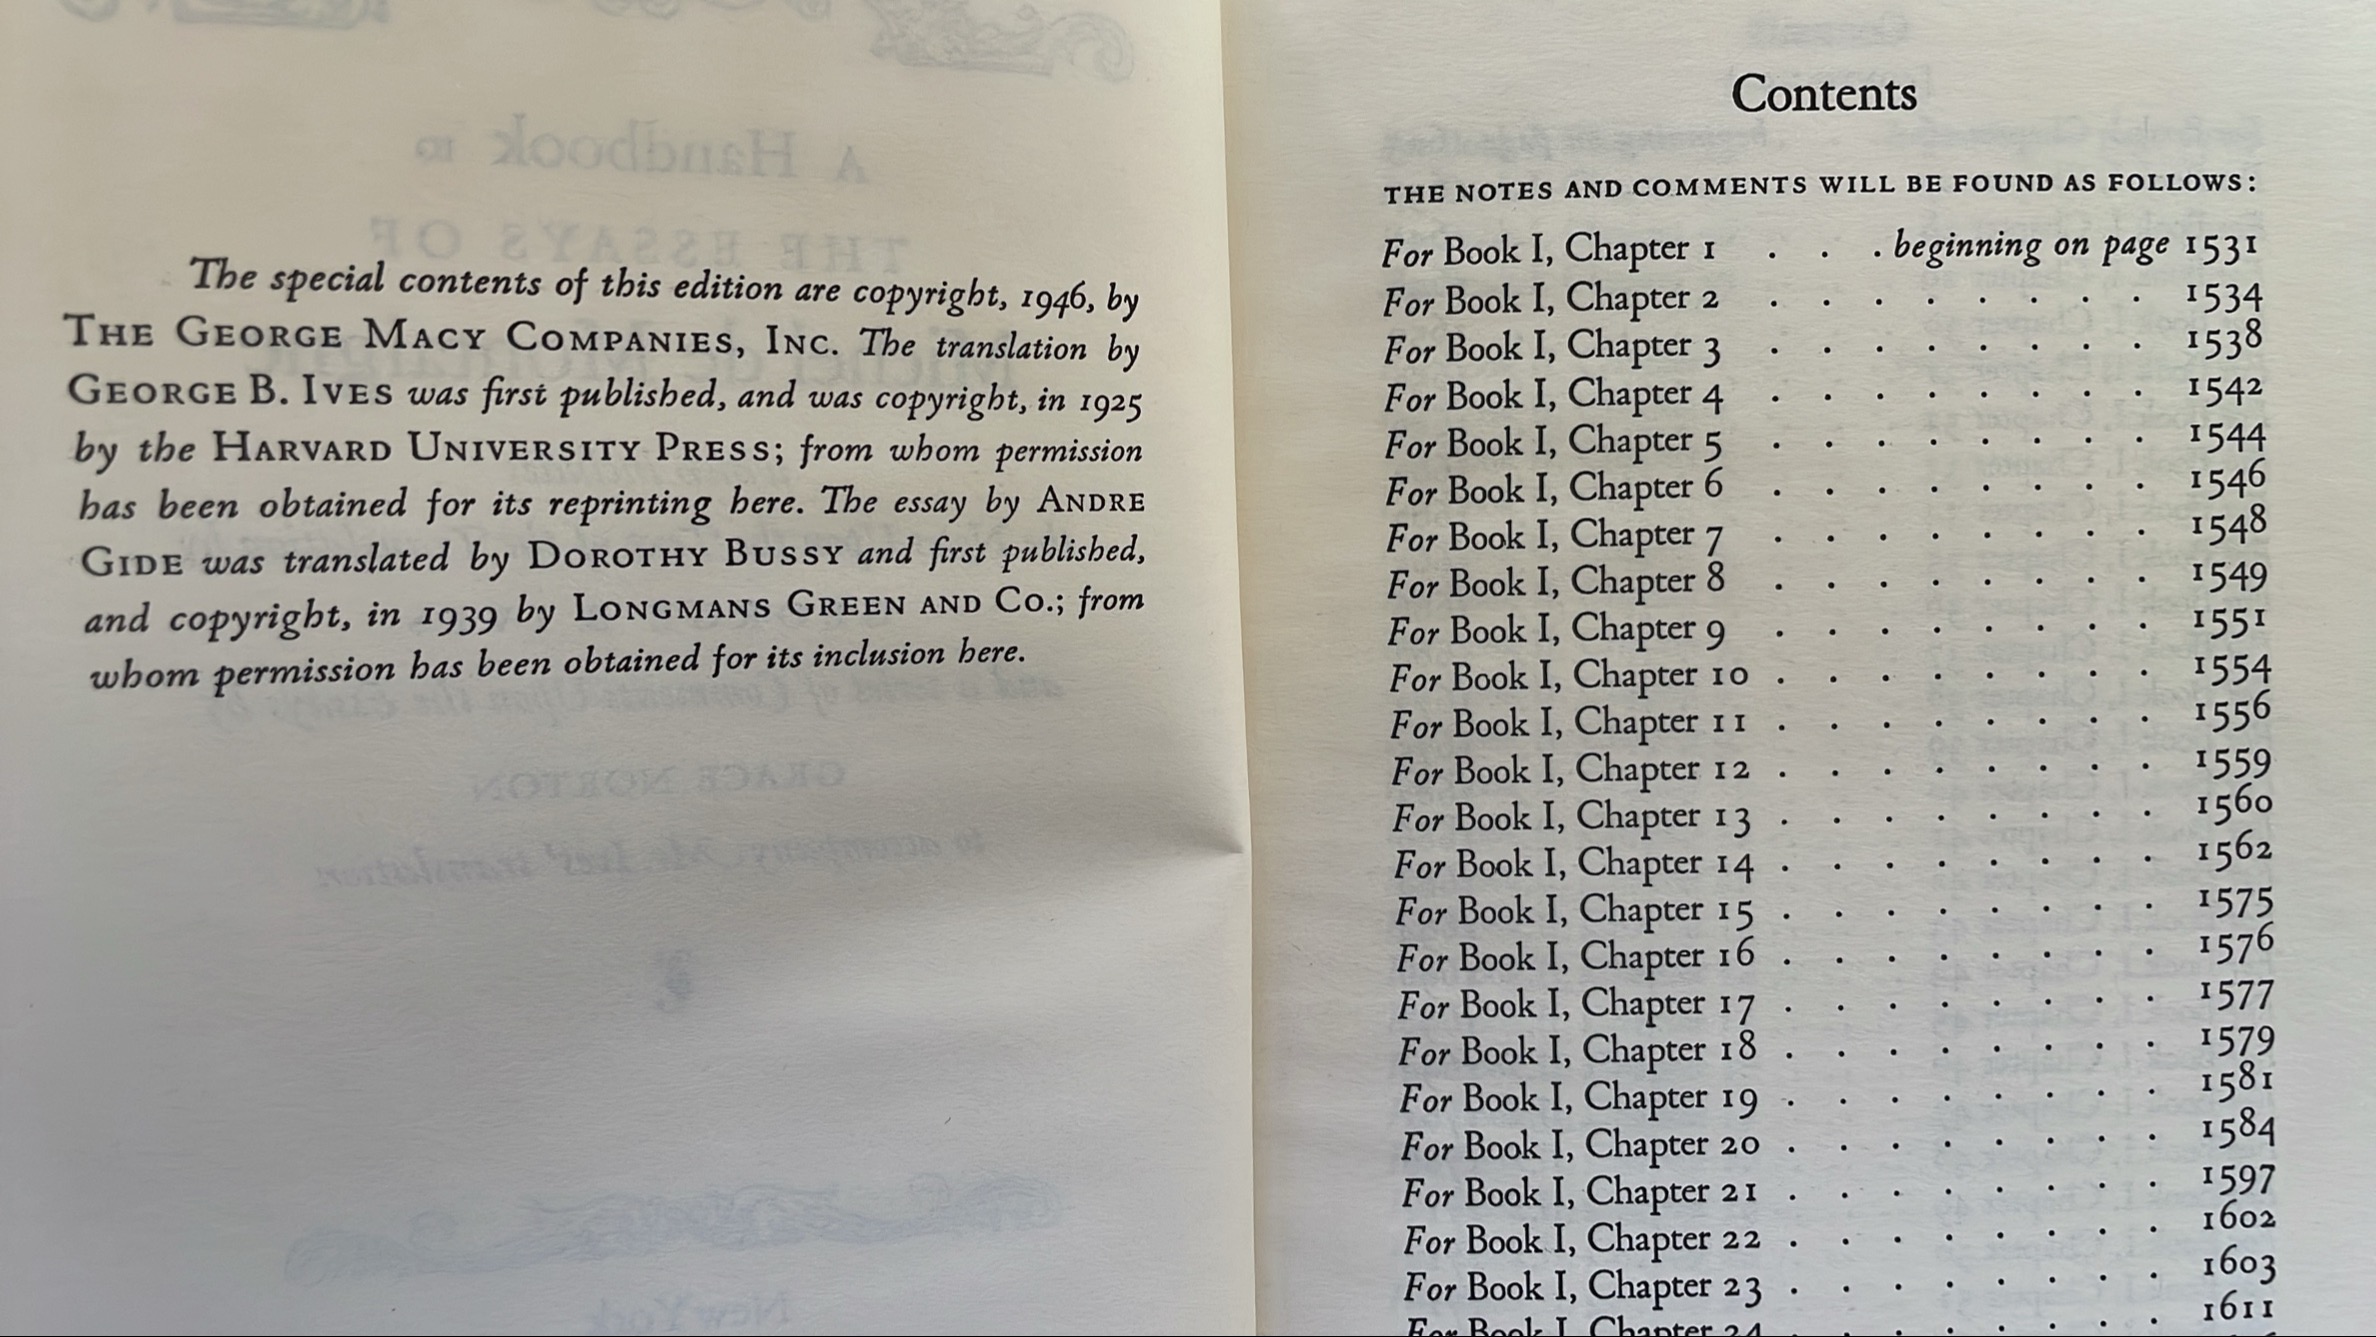 The special contents of this edition are copyright, 1946, by
THE GEORGE MACY COMPANIES, INC. The translation by
GEORGE B. IVES was first published, and was copyright, in 1925
by the HARVARD UNIVERSITY PRESS; from whom permission
has been obtained for its reprinting here. The essay by ANDRE
GIDE was translated by DOROTHY BUSSY and first published,
and copyright, in 1939 by LONGMANS GREEN AND CO.; from
whom permission has been obtained for its inclusion here.
Contents
THE NOTES AND COMMENTS WILL BE FOUND AS FOLLOWS:
For Book I, Chapter 1 . . . beginning on page 1531
For Book I, Chapter 2 . . . . . . . . 1534
For Book I, Chapter 3 . . . . . . . . 1538
For Book I, Chapter 4 . . . . . . . . 1542
For Book I, Chapter 5 . . . . . . . . 1544
For Book I, Chapter 6 . . . . . . . . 1546
For Book I, Chapter 7 . . . . . . . . 1548
For Book I, Chapter 8 . . . . . . . . 1549
For Book I, Chapter 9 . . . . . . . . 1551
For Book I, Chapter 10 . . . . . . . . 1554
For Book I, Chapter 11 . . . . . . . . 1556
For Book I, Chapter 12 . . . . . . . . 1559
For Book I, Chapter 13 . . . . . . . . 1560
For Book I, Chapter 14 . . . . . . . . 1562
For Book I, Chapter 15 . . . . . . . . 1575
For Book I, Chapter 16 . . . . . . . . 1576
For Book I, Chapter 17 . . . . . . . . 1577
For Book I, Chapter 18 . . . . . . . . 1579
For Book I, Chapter 19 . . . . . . . . 1581
For Book I, Chapter 20 . . . . . . . . 1584
For Book I, Chapter 21 . . . . . . . . 1597
For Book I, Chapter 22 . . . . . . . . 1602
For Book I, Chapter 23 . . . . . . . . 1603
For Book I, Chapter 24 . . . . . . . . 1611